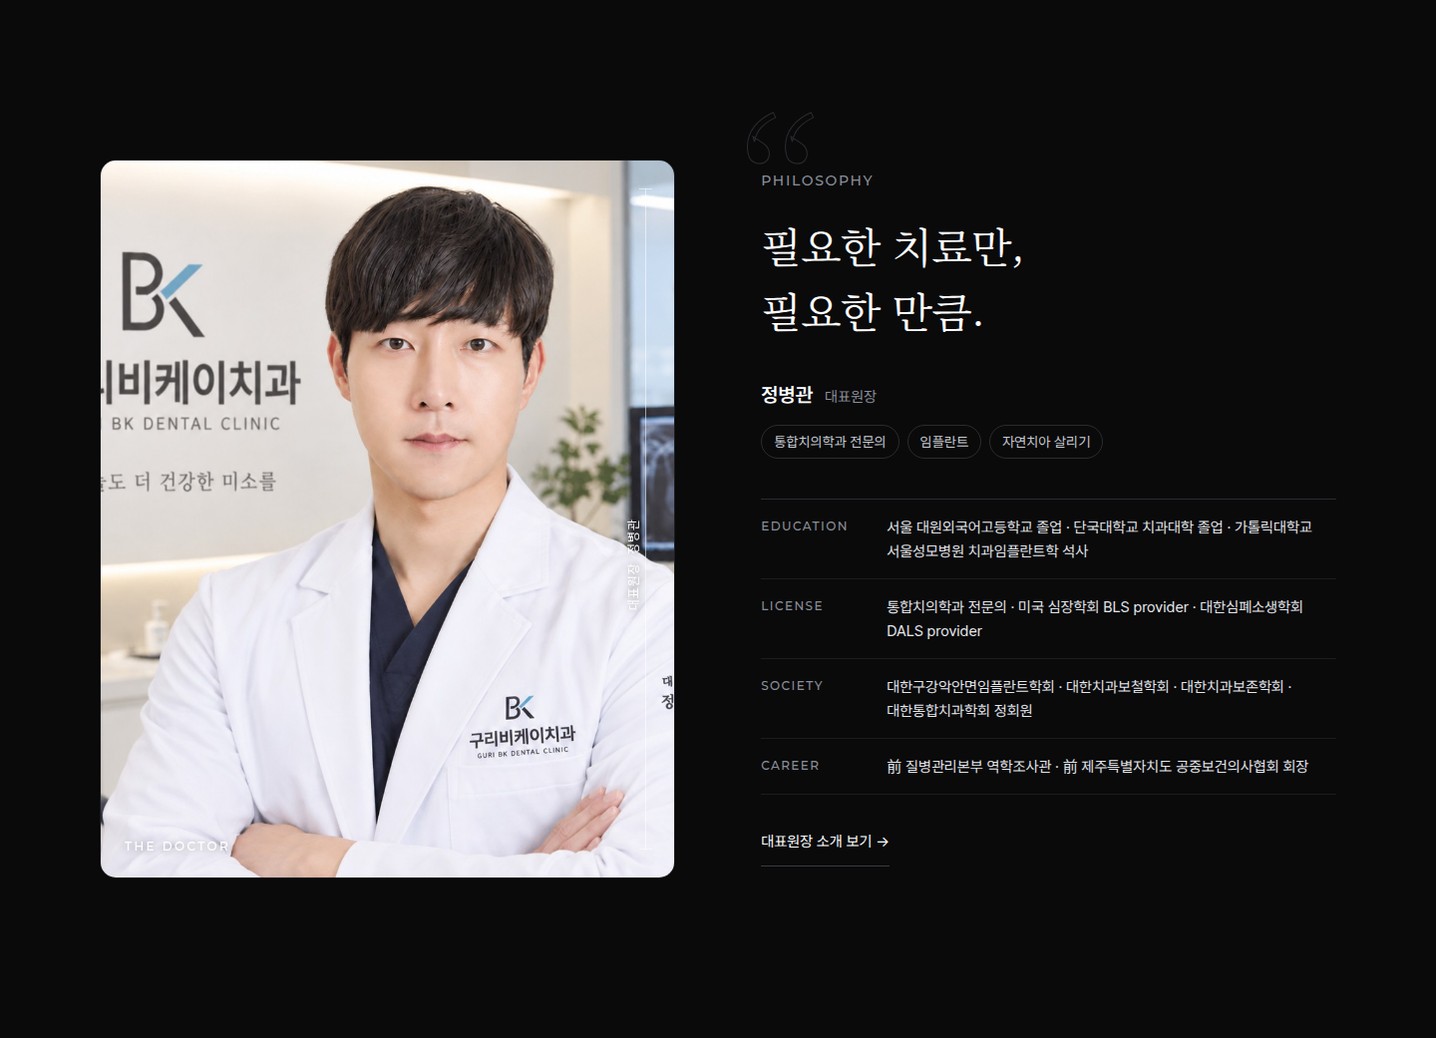 BK
리비케이치과
BK DENTAL CLINIC
도 더 건강한 미소를
대표원장 정병관
BK
구리비케이치과
GURI BK DENTAL CLINIC
대
정
THE DOCTOR
“
PHILOSOPHY
필요한 치료만,
필요한 만큼.
정병관 대표원장
통합치의학과 전문의 임플란트 자연치아 살리기
EDUCATION 서울 대원외국어고등학교 졸업 · 단국대학교 치과대학 졸업 · 가톨릭대학교
서울성모병원 치과임플란트학 석사
LICENSE 통합치의학과 전문의 · 미국 심장학회 BLS provider · 대한심폐소생학회
DALS provider
SOCIETY 대한구강악안면임플란트학회 · 대한치과보철학회 · 대한치과보존학회 ·
대한통합치과학회 정회원
CAREER 前 질병관리본부 역학조사관 · 前 제주특별자치도 공중보건의사협회 회장
대표원장 소개 보기 →